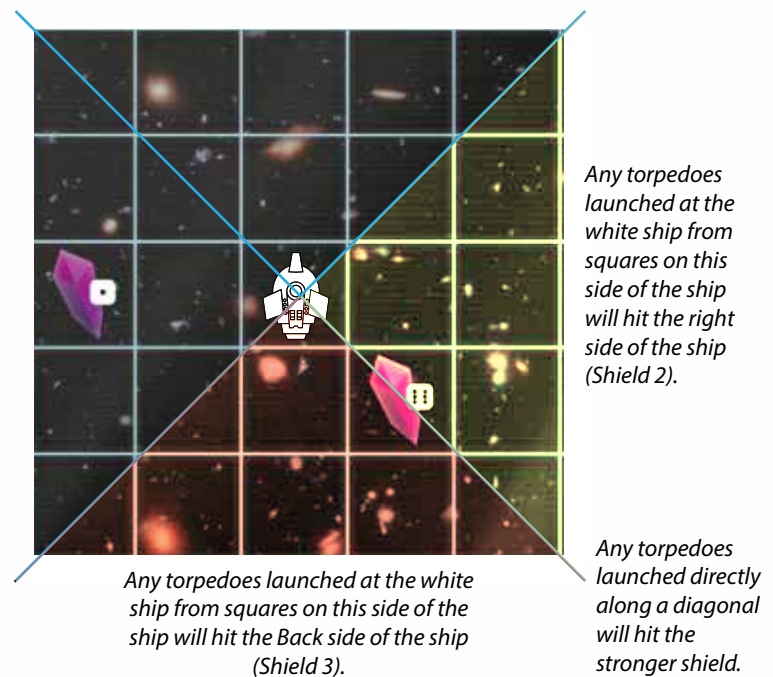 Any torpedoes
launched at the
white ship from
squares on this
side of the ship
will hit the right
side of the ship
(Shield 2).
Any torpedoes launched at the white
ship from squares on this side of the
ship will hit the Back side of the ship
(Shield 3).
Any torpedoes
launched directly
along a diagonal
will hit the
stronger shield.